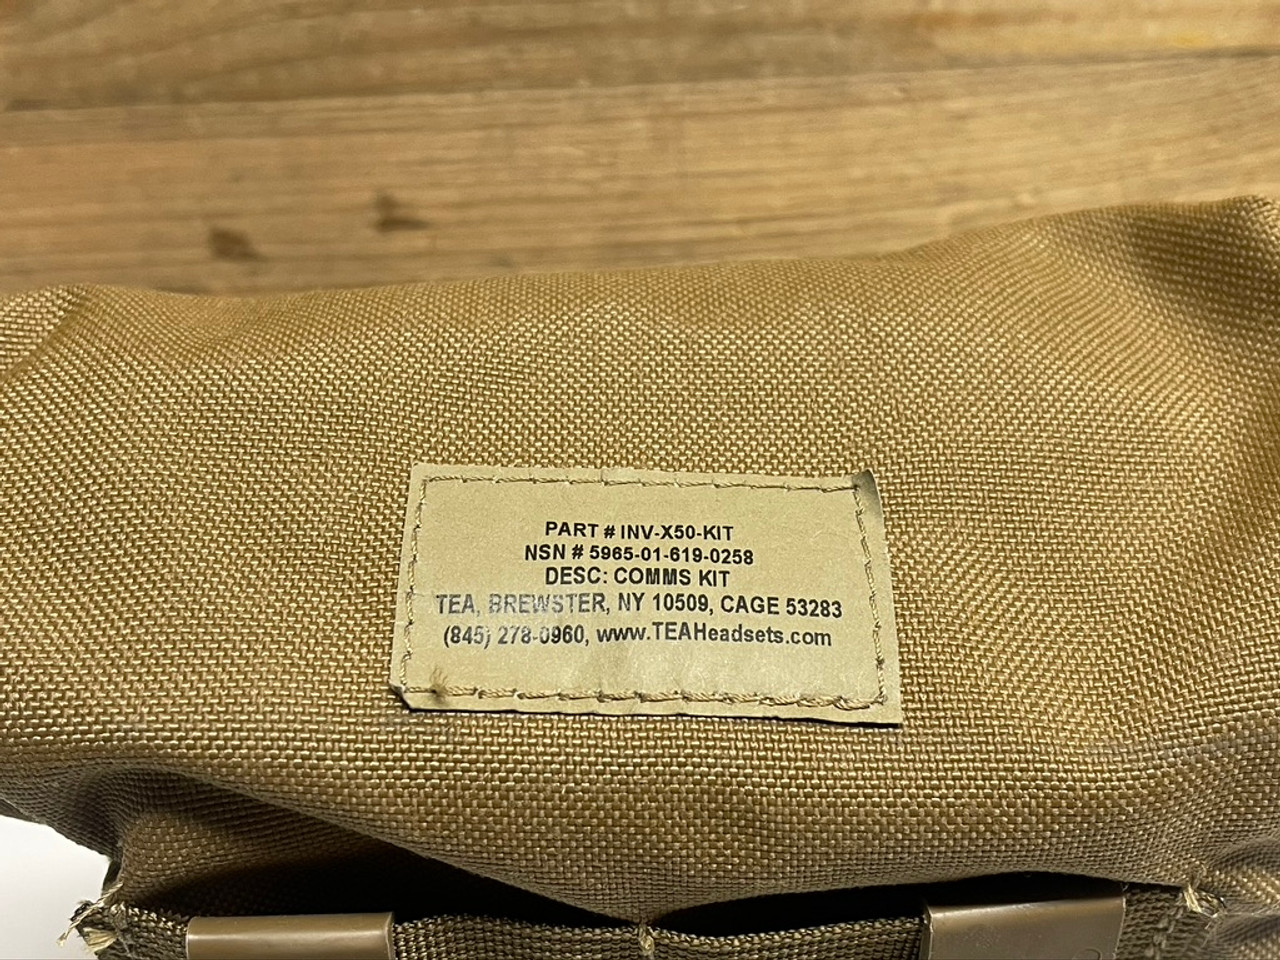 PART # INV-X50-KIT
NSN # 5965-01-619-0258
DESC: COMMS KIT
TEA, BREWSTER, NY 10509, CAGE 53283
(845) 278-0960, www.TEAHeadsets.com